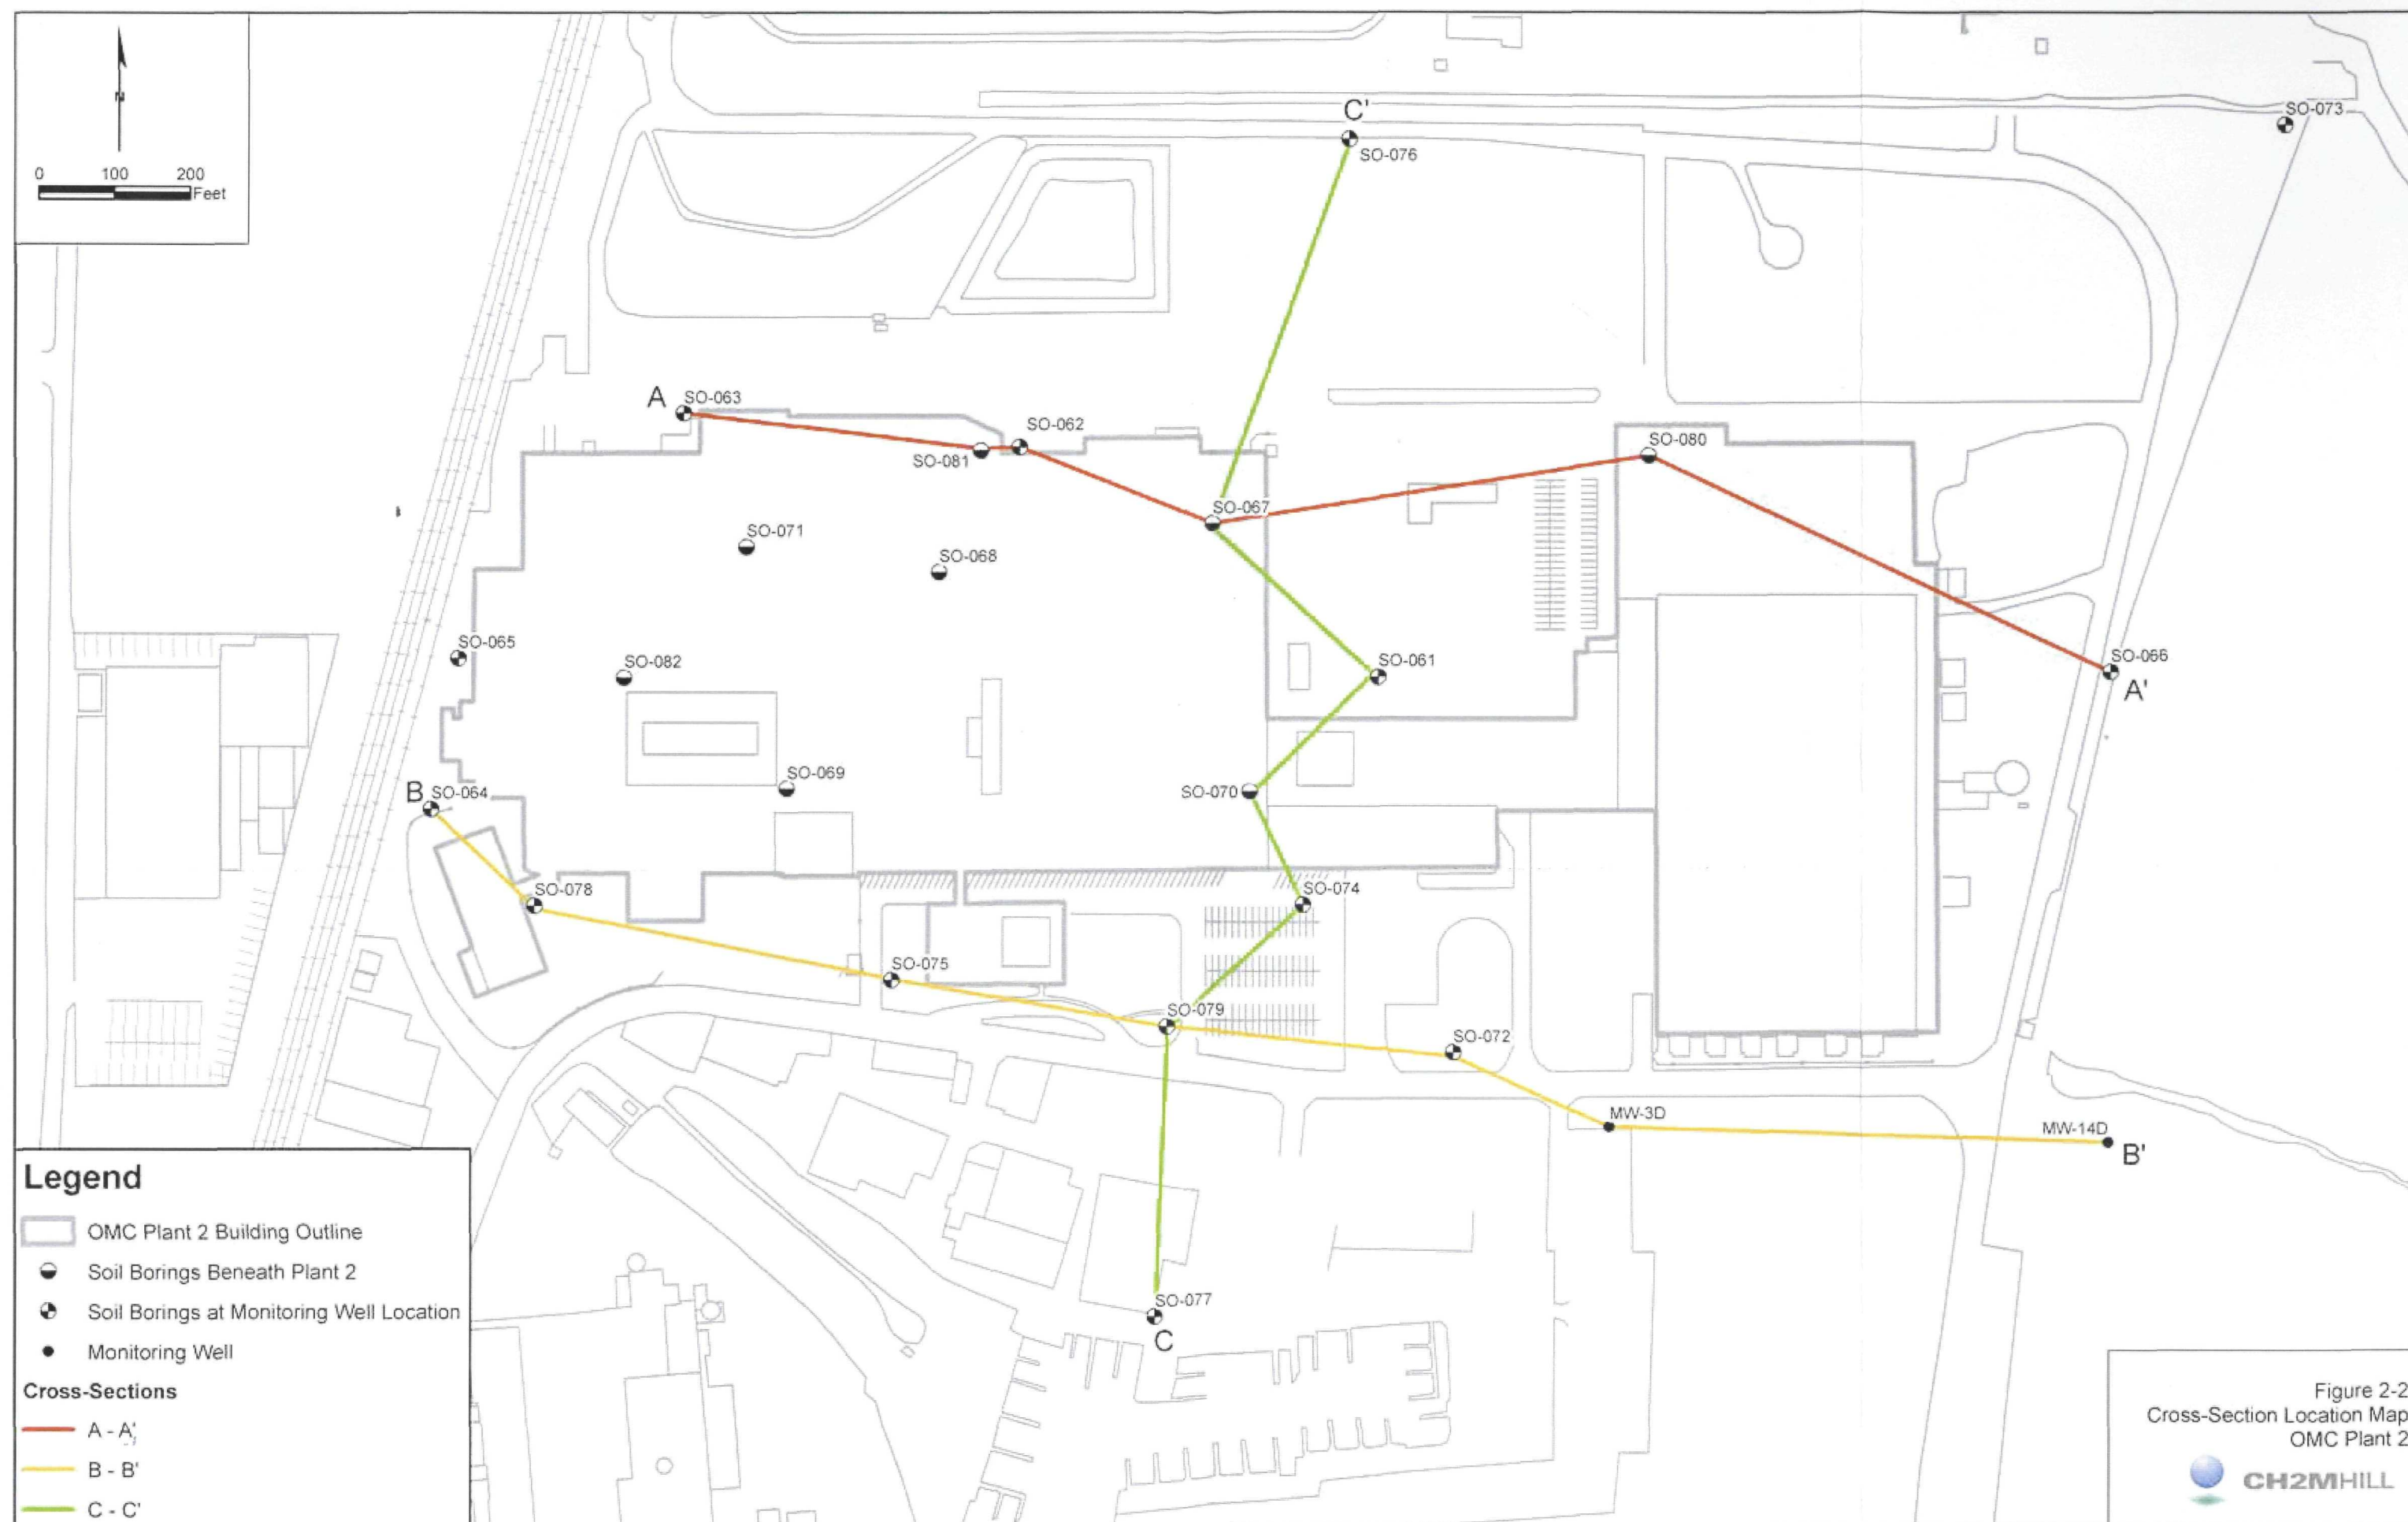 N
0 100 200
Feet
C'
SO-076
SO-073
A
SO-063
SO-062
SO-081
SO-080
SO-067
SO-071
SO-068
SO-065
SO-082
SO-061
SO-066
A'
SO-069
SO-070
B
SO-064
SO-078
SO-074
SO-075
SO-079
SO-072
MW-3D
MW-14D
B'
SO-077
C
Legend
OMC Plant 2 Building Outline
Soil Borings Beneath Plant 2
Soil Borings at Monitoring Well Location
Monitoring Well
Cross-Sections
A - A'
B - B'
C - C'
Figure 2-2
Cross-Section Location Map
OMC Plant 2
CH2MHILL